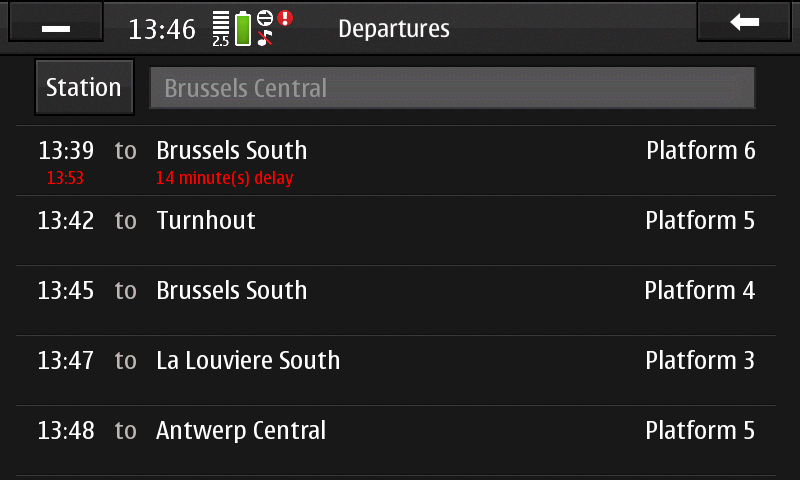 13:46 2.5 Departures
Station Brussels Central
13:39 to Brussels South Platform 6
13:53 14 minute(s) delay
13:42 to Turnhout Platform 5
13:45 to Brussels South Platform 4
13:47 to La Louviere South Platform 3
13:48 to Antwerp Central Platform 5